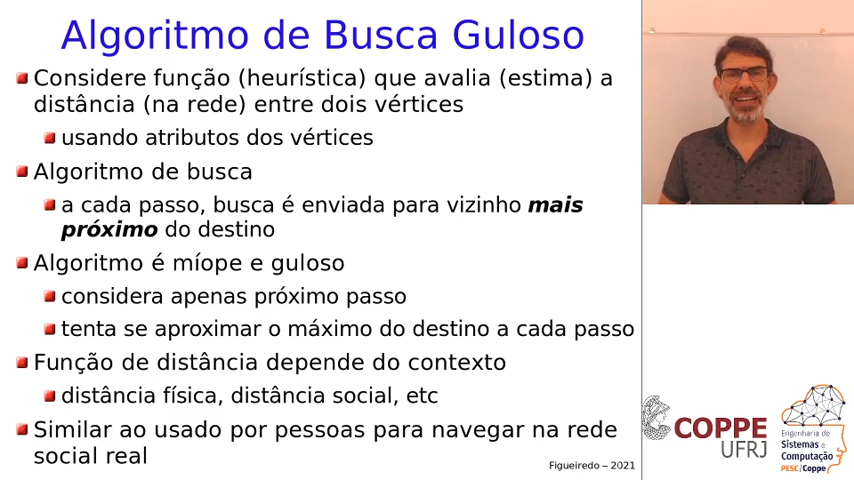 Algoritmo de Busca Guloso
Considere função (heurística) que avalia (estima) a
distância (na rede) entre dois vértices
usando atributos dos vértices
Algoritmo de busca
a cada passo, busca é enviada para vizinho mais
próximo do destino
Algoritmo é míope e guloso
considera apenas próximo passo
tenta se aproximar o máximo do destino a cada passo
Função de distância depende do contexto
distância física, distância social, etc
Similar ao usado por pessoas para navegar na rede
social real
Figueiredo – 2021
COPPE
UFRJ
Engenharia de
Sistemas e
Computação
PESC/Coppe